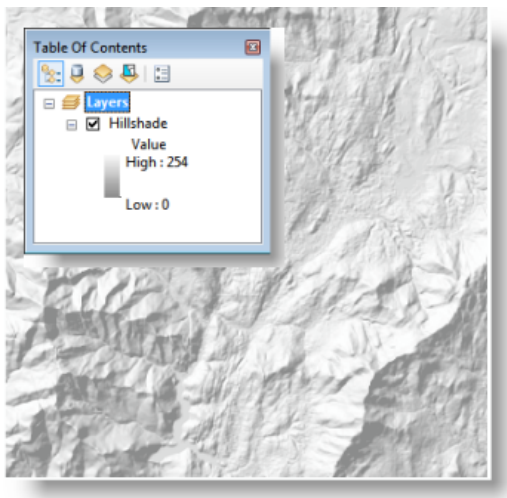 Table Of Contents
Layers
Hillshade
Value
High : 254
Low : 0